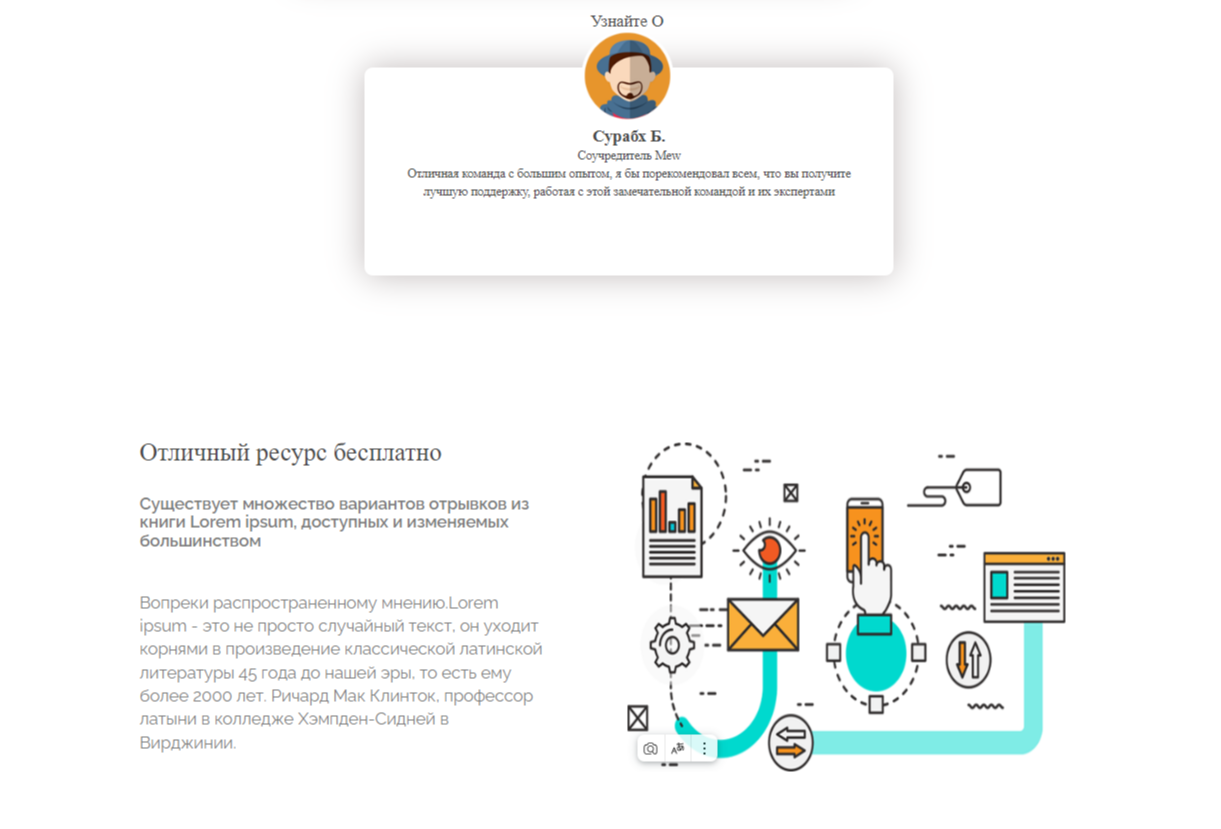 Узнайте О
Сурабх Б.
Соучредитель Mew
Отличная команда с большим опытом, я бы порекомендовал всем, что вы получите
лучшую поддержку, работая с этой замечательной командой и их экспертами
Отличный ресурс бесплатно
Существует множество вариантов отрывков из
книги Lorem ipsum, доступных и изменяемых
большинством
Вопреки распространенному мнению.Lorem
ipsum - это не просто случайный текст, он уходит
корнями в произведение классической латинской
литературы 45 года до нашей эры, то есть ему
более 2000 лет. Ричард Мак Клинток, профессор
латыни в колледже Хэмпден-Сидней в
Вирджинии.